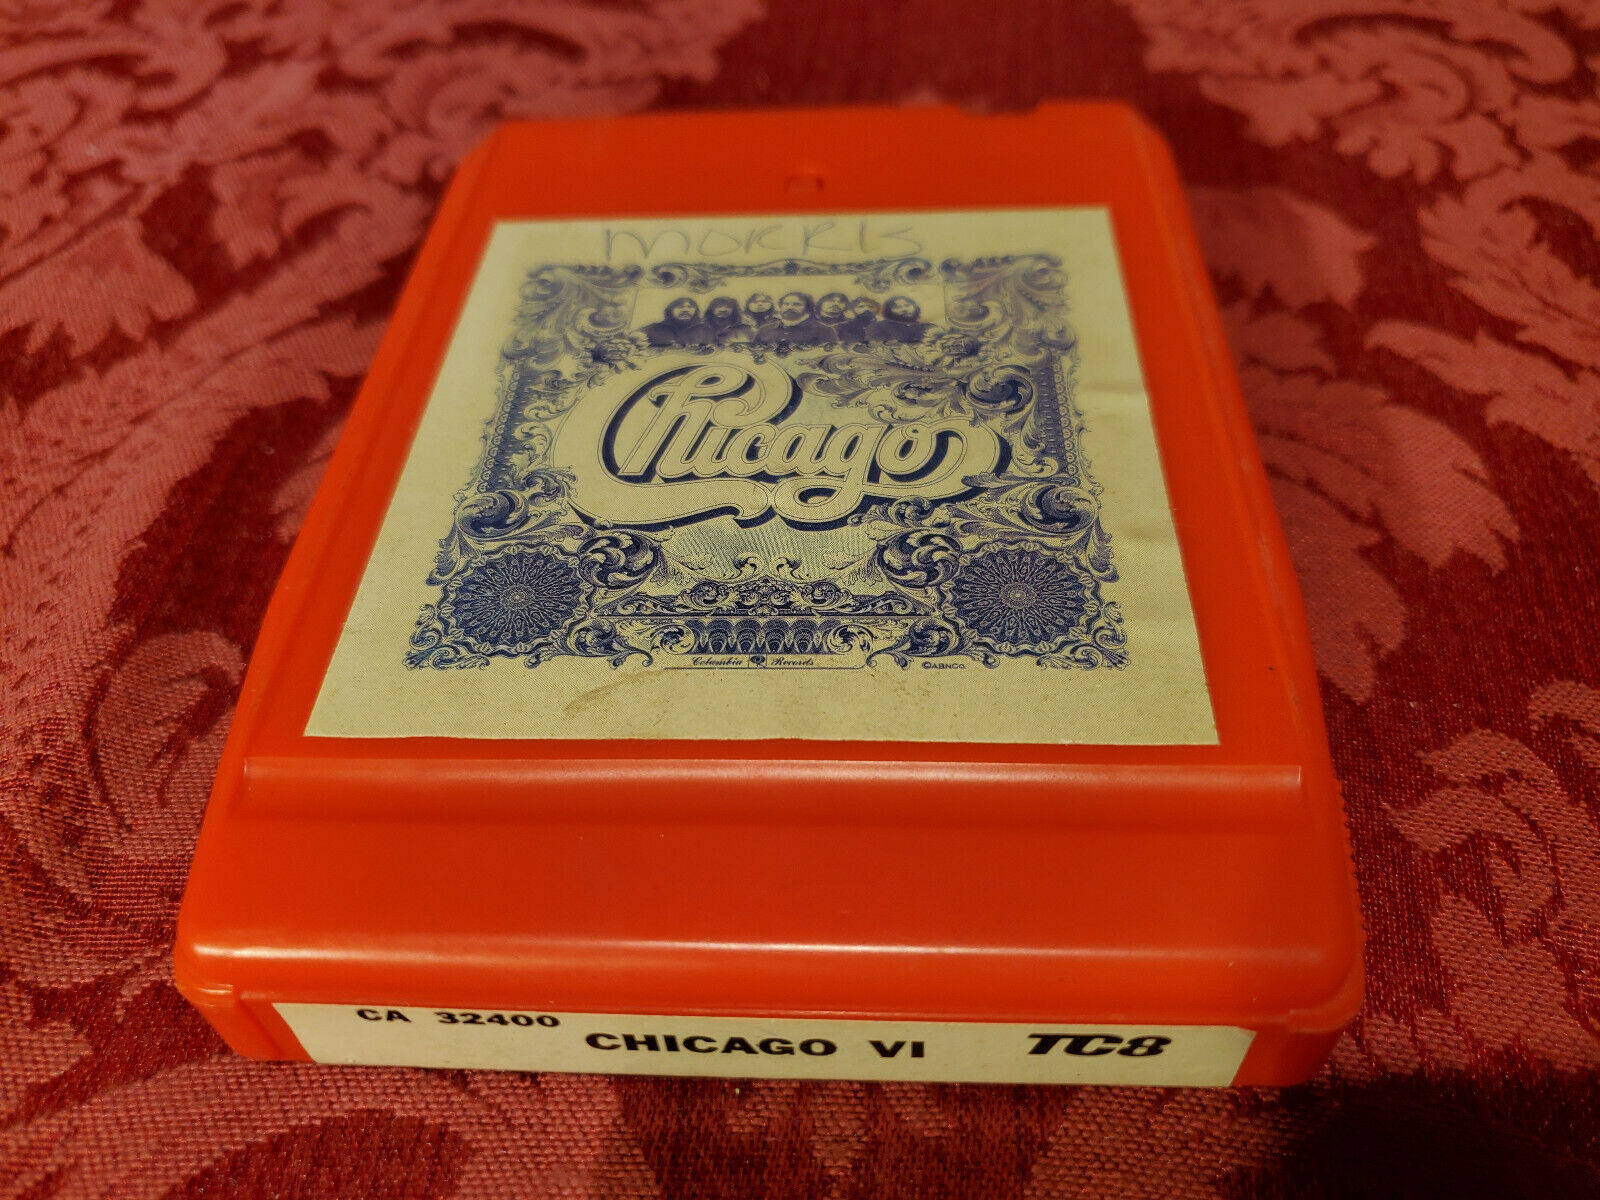 MORRIS
Chicago
Columbia Records
©ABNCO.
CA 32400
CHICAGO VI
TC8